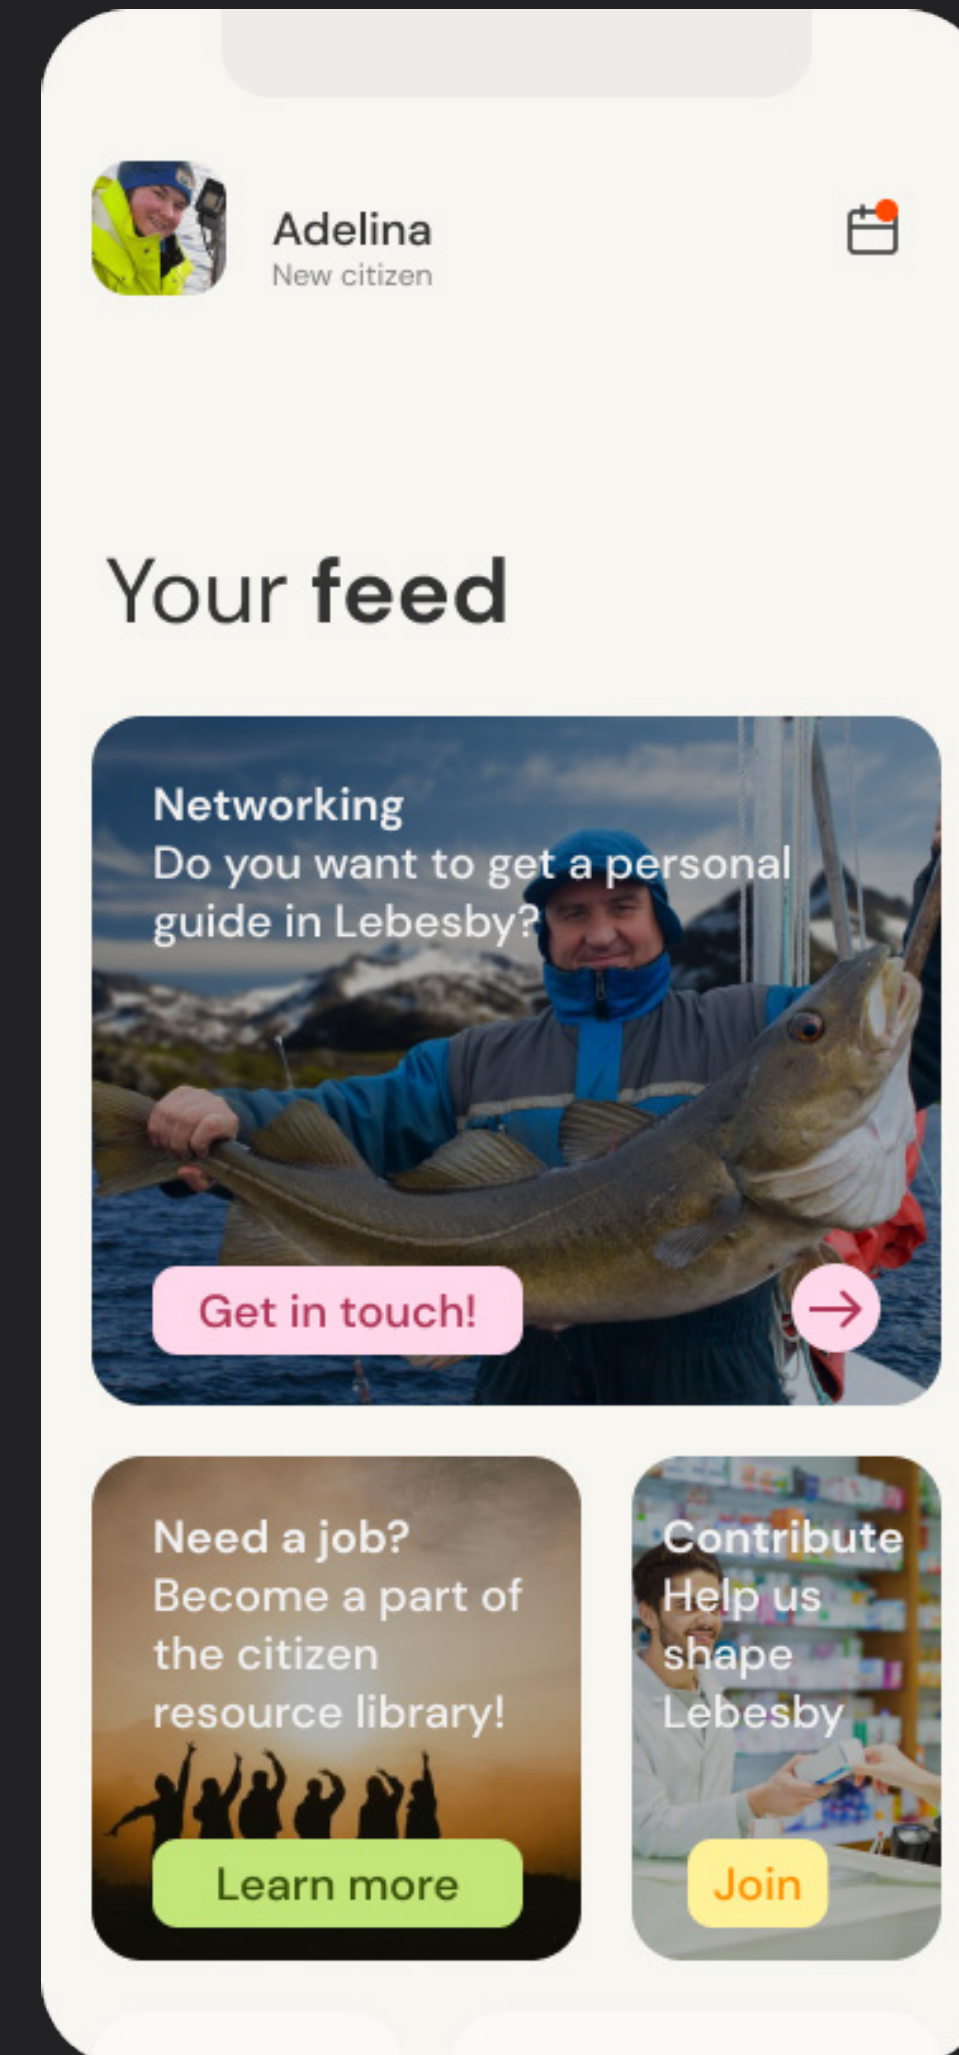 Adelina
New citizen
Your feed
Networking
Do you want to get a personal
guide in Lebesby?
Get in touch!
Need a job?
Become a part of
the citizen
resource library!
Learn more
Contribute
Help us
shape
Lebesby
Join